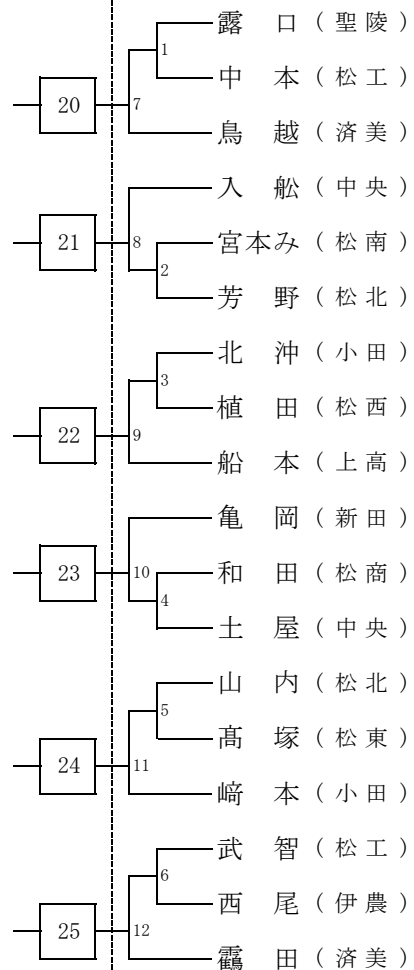 露口(聖陵)
1
中本(松工)
20
7
鳥越(済美)
入舩(中央)
21
8
宮本み(松南)
2
芳野(松北)
北沖(小田)
3
植田(松西)
22
9
船本(上高)
亀岡(新田)
23
10
和田(松商)
4
土屋(中央)
山内(松北)
5
髙塚(松東)
24
11
﨑本(小田)
武智(松工)
6
西尾(伊農)
25
12
靍田(済美)